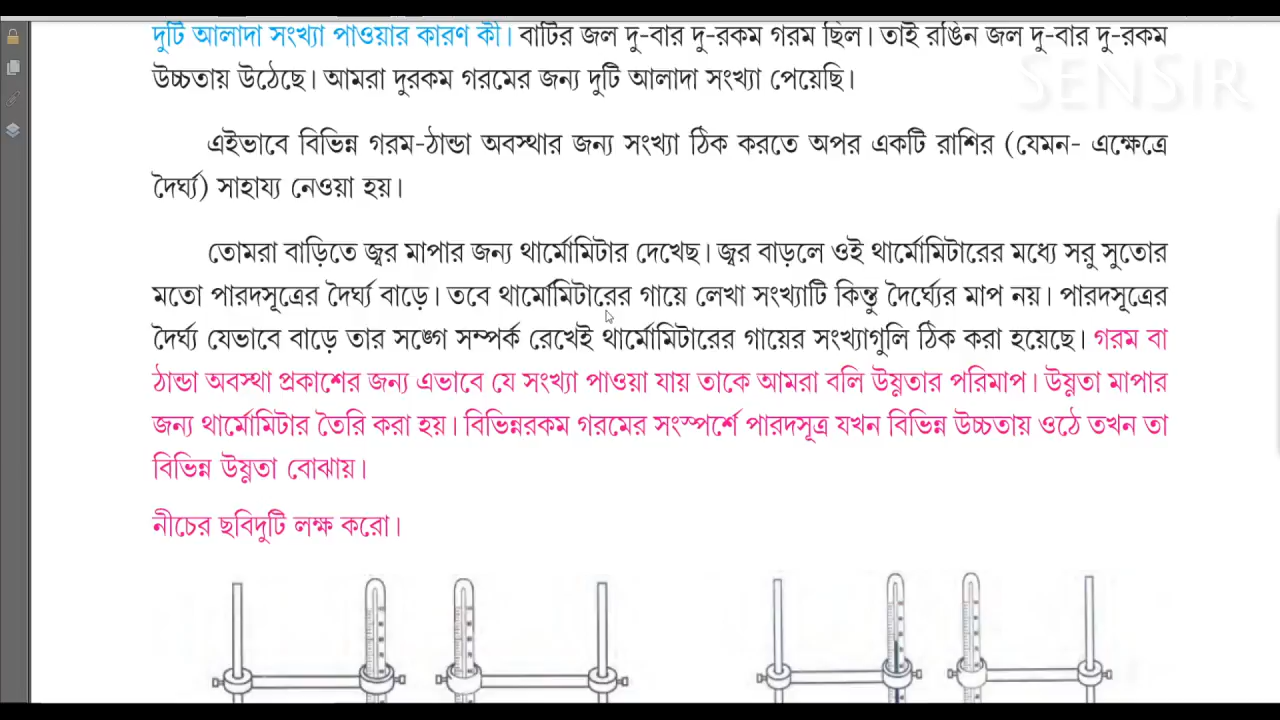 দুটি আলাদা সংখ্যা পাওয়ার কারণ কী। বাটির জল দু-বার দু-রকম গরম ছিল। তাই রঙিন জল দু-বার দু-রকম
উচ্চতায় উঠেছে। আমরা দুরকম গরমের জন্য দুটি আলাদা সংখ্যা পেয়েছি।
SENSIR
এইভাবে বিভিন্ন গরম-ঠান্ডা অবস্থার জন্য সংখ্যা ঠিক করতে অপর একটি রাশির (যেমন- এক্ষেত্রে
দৈর্ঘ্য) সাহায্য নেওয়া হয়।
তোমরা বাড়িতে জ্বর মাপার জন্য থার্মোমিটার দেখেছ। জ্বর বাড়লে ওই থার্মোমিটারের মধ্যে সরু সুতোর
মতো পারদসূত্রের দৈর্ঘ্য বাড়ে। তবে থার্মোমিটারের গায়ে লেখা সংখ্যাটি কিন্তু দৈর্ঘ্যের মাপ নয়। পারদসূত্রের
দৈর্ঘ্য যেভাবে বাড়ে তার সঙ্গে সম্পর্ক রেখেই থার্মোমিটারের গায়ের সংখ্যাগুলি ঠিক করা হয়েছে। গরম বা
ঠান্ডা অবস্থা প্রকাশের জন্য এভাবে যে সংখ্যা পাওয়া যায় তাকে আমরা বলি উষ্ণতার পরিমাপ। উষ্ণতা মাপার
জন্য থার্মোমিটার তৈরি করা হয়। বিভিন্নরকম গরমের সংস্পর্শে পারদসূত্র যখন বিভিন্ন উচ্চতায় ওঠে তখন তা
বিভিন্ন উষ্ণতা বোঝায়।
নীচের ছবিদুটি লক্ষ করো।